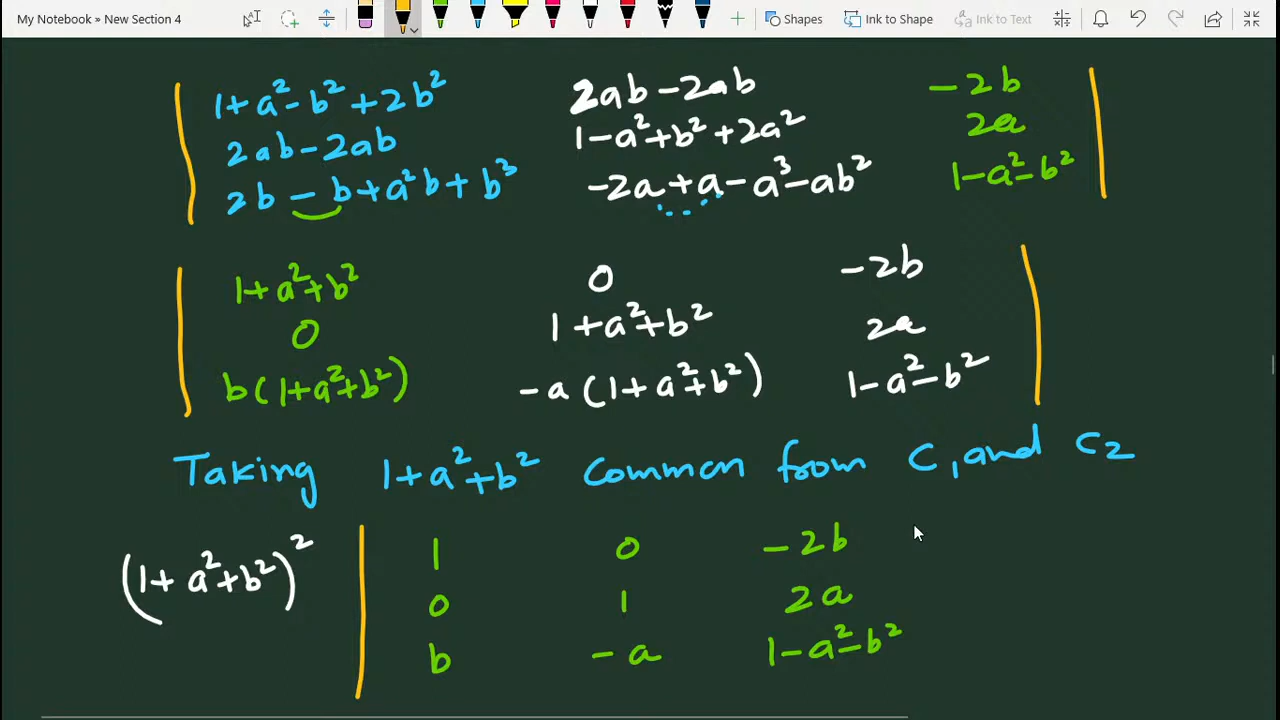 My Notebook » New Section 4
Shapes
Ink to Shape
Ink to Text
1+a²-b²+2b² 2ab-2ab -2b
2ab-2ab 1-a²+b²+2a² 2a
2b-b+a²b+b³ -2a+a-a³-ab² 1-a²-b²
1+a²+b² 0 -2b
0 1+a²+b² 2a
b(1+a²+b²) -a(1+a²+b²) 1-a²-b²
Taking 1+a²+b² Common from C₁ and C2
1 0 -2b
(1+a²+b²)² 0 1 2a
b -a 1-a²-b²